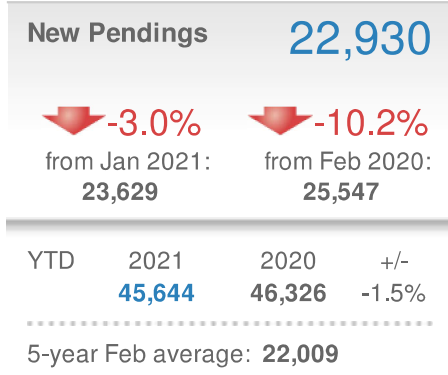 New Pendings 22,930
-3.0% -10.2%
from Jan 2021: from Feb 2020:
23,629 25,547
YTD 2021 2020 +/-
45,644 46,326 -1.5%
5-year Feb average: 22,009